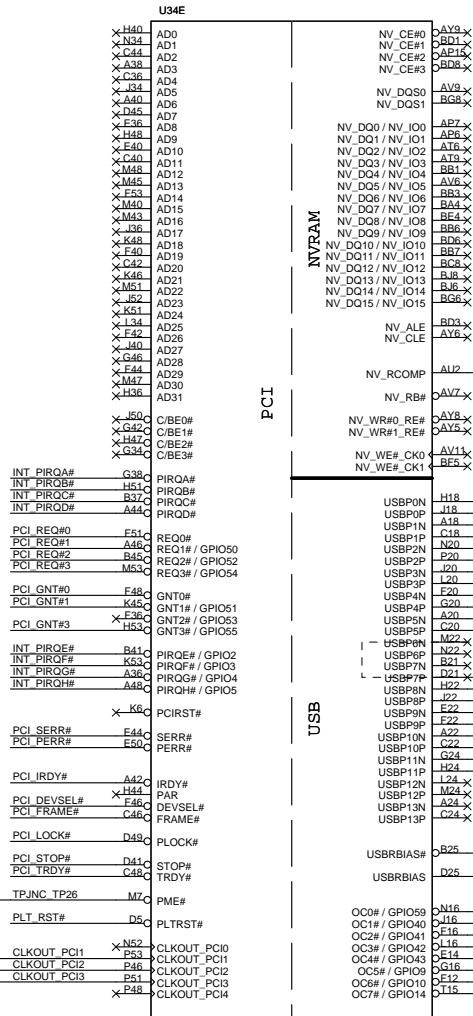 U34E
H40 AD0 NV_CE#0 AY9
N34 AD1 NV_CE#1 BD1
C44 AD2 NV_CE#2 AP15
A38 AD3 NV_CE#3 BD8
C36 AD4
J34 AD5 NV_DQS0 AV9
A40 AD6 NV_DQS1 BG8
D45 AD7
E36 AD8 NV_DQ0 / NV_IO0 AP7
H48 AD9 NV_DQ1 / NV_IO1 AP6
E40 AD10 NV_DQ2 / NV_IO2 AT6
C40 AD11 NV_DQ3 / NV_IO3 AT9
M48 AD12 NV_DQ4 / NV_IO4 BB1
M45 AD13 NV_DQ5 / NV_IO5 AV6
F53 AD14 NV_DQ6 / NV_IO6 BB3
M40 AD15 NV_DQ7 / NV_IO7 BA4
M43 AD16 NV_DQ8 / NV_IO8 BE4
J36 AD17 NV_DQ9 / NV_IO9 BB6
K48 AD18 NV_DQ10 / NV_IO10 BD6
F40 AD19 NV_DQ11 / NV_IO11 BB7
C42 AD20 NV_DQ12 / NV_IO12 BC8
K46 AD21 NV_DQ13 / NV_IO13 BJ8
M51 AD22 NV_DQ14 / NV_IO14 BJ6
J52 AD23 NV_DQ15 / NV_IO15 BG6
K51 AD24
L34 AD25 NV_ALE BD3
F42 AD26 NV_CLE AY6
J40 AD27
G46 AD28
F44 AD29 NV_RCOMP AU2
M47 AD30
H36 AD31 NV_RB# AV7
NVRAM
PCI
J50 C/BE0# NV_WR#0_RE# AY8
G42 C/BE1# NV_WR#1_RE# AY5
H47 C/BE2#
G34 C/BE3# NV_WE#_CK0 AV11
NV_WE#_CK1 BF5
INT_PIRQA# G38 PIRQA#
INT_PIRQB# H51 PIRQB#
INT_PIRQC# B37 PIRQC# USBP0N H18
INT_PIRQD# A44 PIRQD# USBP0P J18
USBP1N A18
PCI_REQ#0 F51 REQ0# USBP1P C18
PCI_REQ#1 A46 REQ1# / GPIO50 USBP2N N20
PCI_REQ#2 B45 REQ2# / GPIO52 USBP2P P20
PCI_REQ#3 M53 REQ3# / GPIO54 USBP3N J20
USBP3P L20
PCI_GNT#0 F48 GNT0# USBP4N F20
PCI_GNT#1 K45 GNT1# / GPIO51 USBP4P G20
F36 GNT2# / GPIO53 USBP5N A20
PCI_GNT#3 H53 GNT3# / GPIO55 USBP5P C20
USBP6N M22
INT_PIRQE# B41 PIRQE# / GPIO2 USBP6P N22
INT_PIRQF# K53 PIRQF# / GPIO3 USBP7N B21
INT_PIRQG# A36 PIRQG# / GPIO4 USBP7P D21
INT_PIRQH# A48 PIRQH# / GPIO5 USBP8N H22
USBP8P J22
K6 PCIRST# USBP9N E22
USBP9P F22
USB
PCI_SERR# E44 SERR# USBP10N A22
PCI_PERR# E50 PERR# USBP10P C22
USBP11N G24
USBP11P H24
PCI_IRDY# A42 IRDY# USBP12N L24
H44 PAR USBP12P M24
PCI_DEVSEL# F46 DEVSEL# USBP13N A24
PCI_FRAME# C46 FRAME# USBP13P C24
PCI_LOCK# D49 PLOCK#
USBRBIAS# B25
PCI_STOP# D41 STOP#
PCI_TRDY# C48 TRDY# USBRBIAS D25
TPJNC_TP26 M7 PME#
OC0# / GPIO59 N16
PLT_RST# D5 PLTRST# OC1# / GPIO40 J16
OC2# / GPIO41 F16
N52 CLKOUT_PCI0 OC3# / GPIO42 L16
CLKOUT_PCI1 P53 CLKOUT_PCI1 OC4# / GPIO43 E14
CLKOUT_PCI2 P46 CLKOUT_PCI2 OC5# / GPIO9 G16
CLKOUT_PCI3 P51 CLKOUT_PCI3 OC6# / GPIO10 F12
P48 CLKOUT_PCI4 OC7# / GPIO14 T15